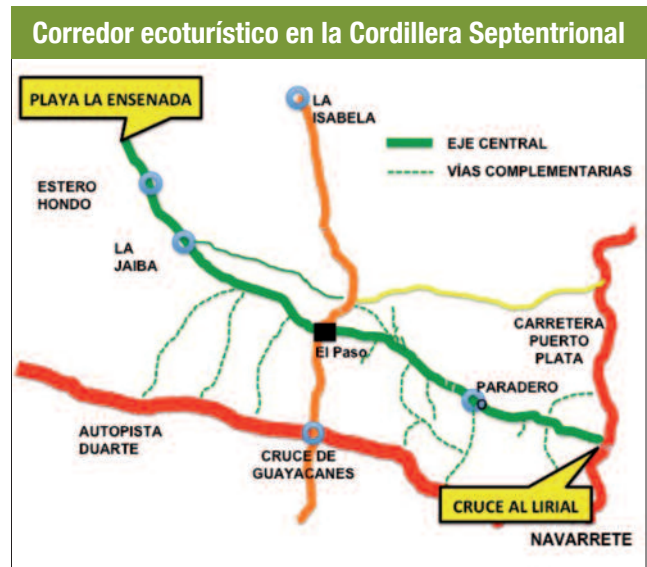 Corredor ecoturístico en la Cordillera Septentrional
PLAYA LA ENSENADA
LA
ISABELA
EJE CENTRAL
VÍAS COMPLEMENTARIAS
ESTERO
HONDO
LA
JAIBA
CARRETERA
PUERTO
PLATA
El Paso
PARADERO
O
AUTOPISTA
DUARTE
CRUCE DE
GUAYACANES
CRUCE AL LIRIAL
NAVARRETE